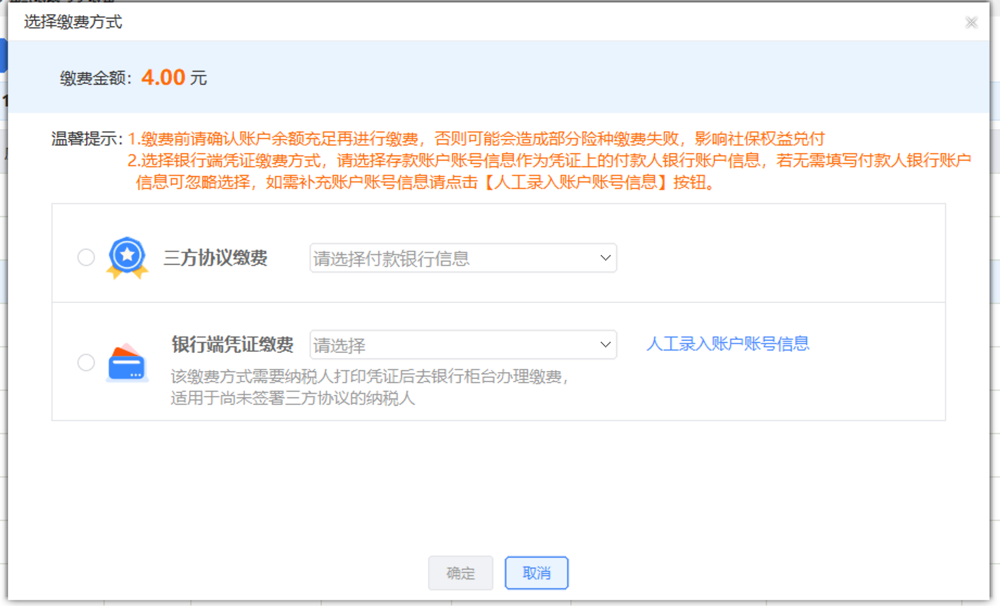 选择缴费方式
缴费金额：4.00 元
温馨提示：1.缴费前请确认账户余额充足再进行缴费，否则可能会造成部分险种缴费失败，影响社保权益兑付
2.选择银行端凭证缴费方式，请选择存款账户账号信息作为凭证上的付款人银行账户信息，若无需填写付款人银行账户
信息可忽略选择，如需补充账户账号信息请点击【人工录入账户账号信息】按钮。
三方协议缴费 请选择付款银行信息
银行端凭证缴费 请选择 人工录入账户账号信息
该缴费方式需要纳税人打印凭证后去银行柜台办理缴费，
适用于尚未签署三方协议的纳税人
确定 取消